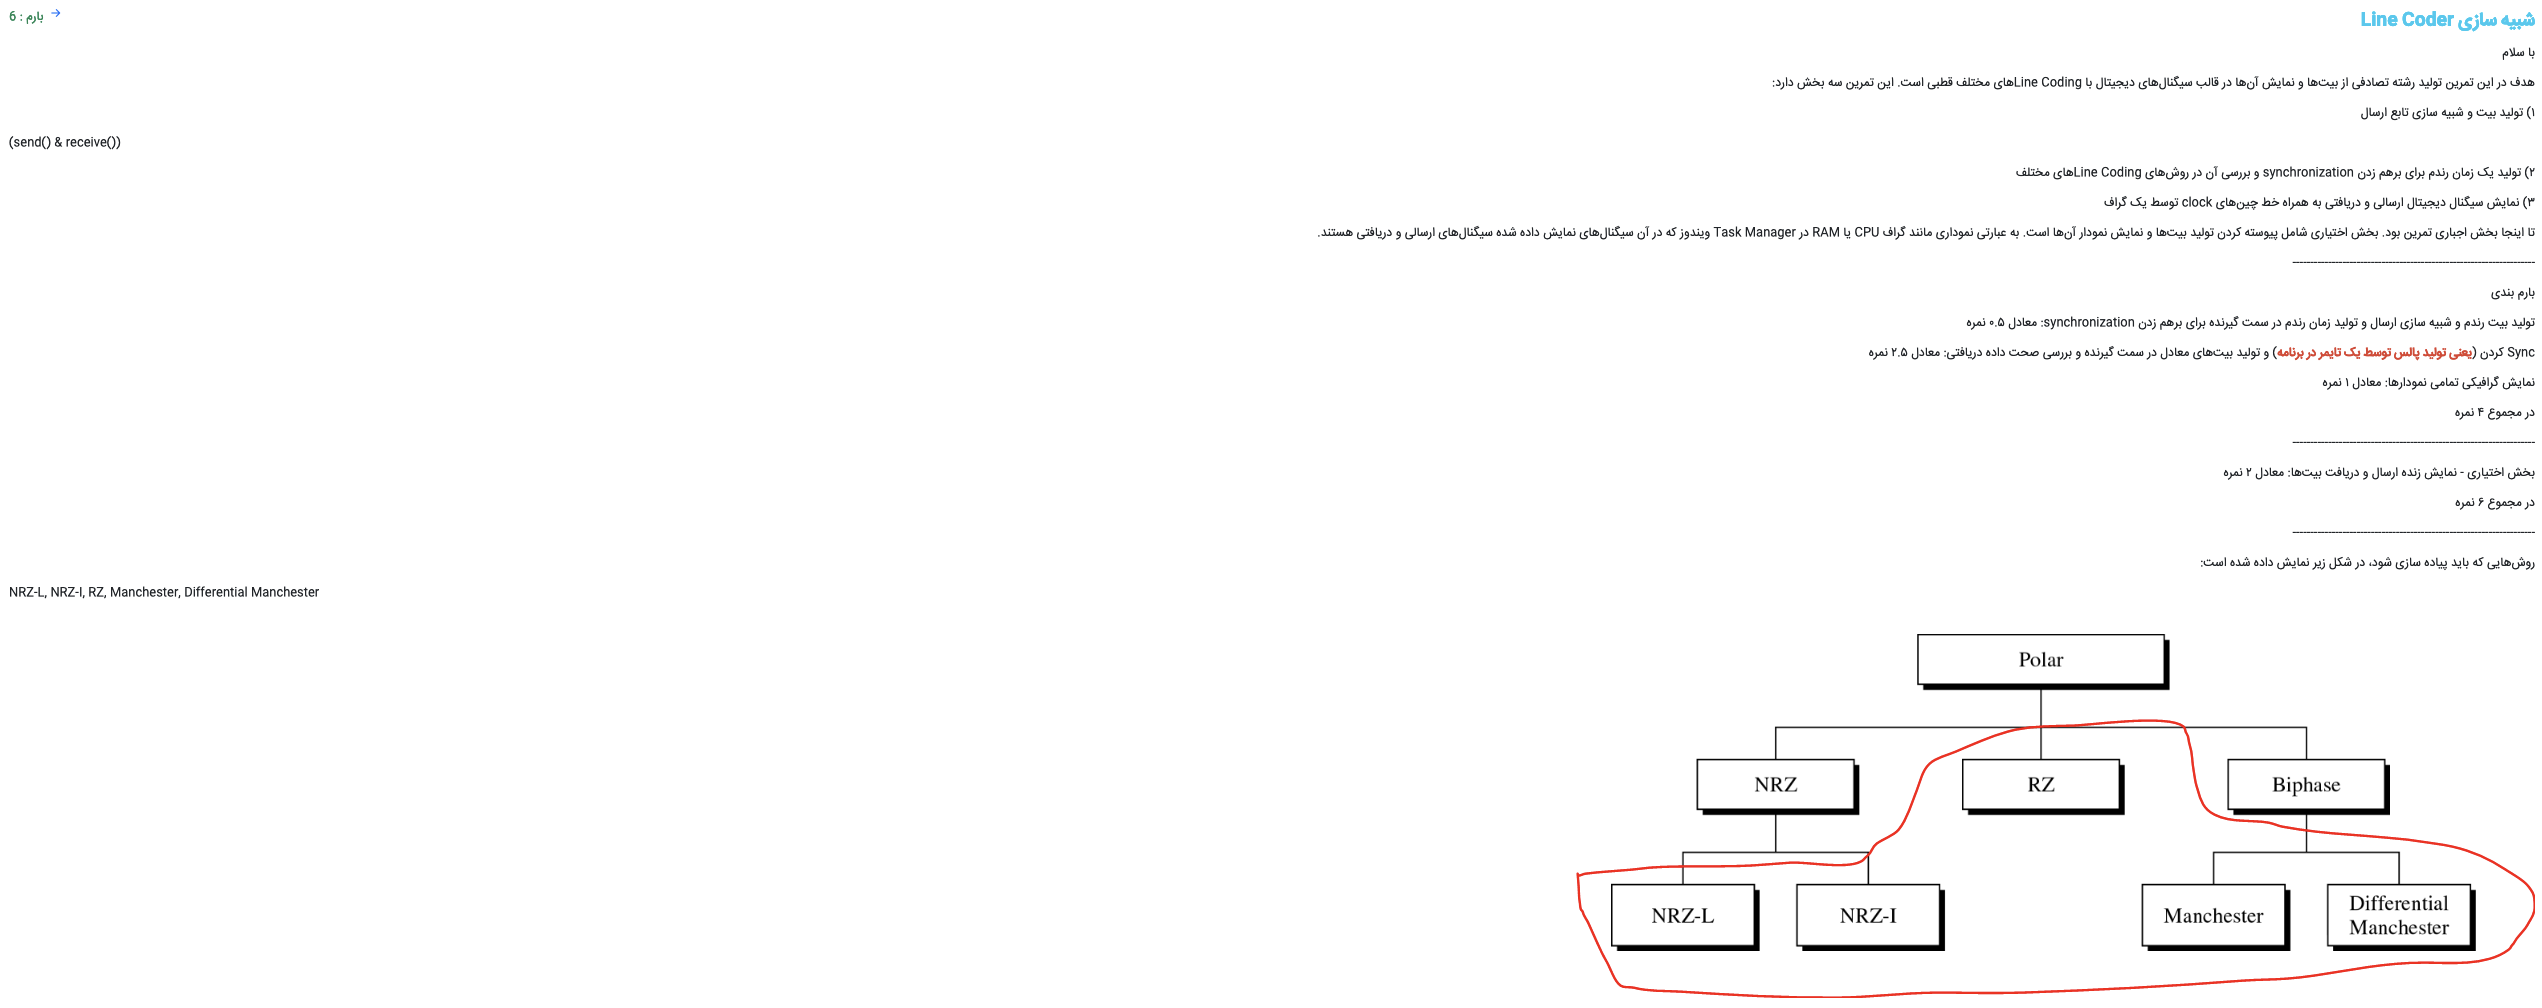 شبیه سازی Line Coder
بارم : 6
با سلام
هدف در این تمرین تولید رشته تصادفی از بیت‌ها و نمایش آن‌ها در قالب سیگنال‌های دیجیتال با Line Codingهای مختلف قطبی است. این تمرین سه بخش دارد:
۱) تولید بیت و شبیه سازی تابع ارسال
(send() & receive())
۲) تولید یک زمان رندم برای برهم زدن synchronization و بررسی آن در روش‌های Line Codingهای مختلف
۳) نمایش سیگنال دیجیتال ارسالی و دریافتی به همراه خط چین‌های clock توسط یک گراف
تا اینجا بخش اجباری تمرین بود. بخش اختیاری شامل پیوسته کردن تولید بیت‌ها و نمایش نمودار آن‌ها است. به عبارتی نموداری مانند گراف CPU یا RAM در Task Manager ویندوز که در آن سیگنال‌های نمایش داده شده سیگنال‌های ارسالی و دریافتی هستند.
--------------------------------------------------------------------
بارم بندی
تولید بیت رندم و شبیه سازی ارسال و تولید زمان رندم در سمت گیرنده برای برهم زدن synchronization: معادل ۰.۵ نمره
Sync کردن (یعنی تولید پالس توسط یک تایمر در برنامه) و تولید بیت‌های معادل در سمت گیرنده و بررسی صحت داده دریافتی: معادل ۲.۵ نمره
نمایش گرافیکی تمامی نمودارها: معادل ۱ نمره
در مجموع ۴ نمره
--------------------------------------------------------------------
بخش اختیاری - نمایش زنده ارسال و دریافت بیت‌ها: معادل ۲ نمره
در مجموع ۶ نمره
--------------------------------------------------------------------
روش‌هایی که باید پیاده سازی شود، در شکل زیر نمایش داده شده است:
NRZ-L, NRZ-I, RZ, Manchester, Differential Manchester
Polar
NRZ
RZ
Biphase
NRZ-L
NRZ-I
Manchester
Differential
Manchester